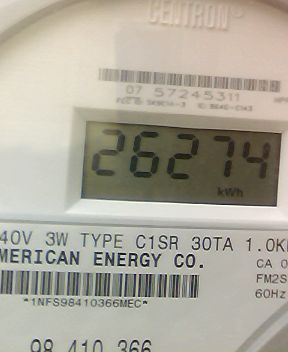 CENTRON®
07 57245311
26274
kWh
40V 3W TYPE C1SR 30TA 1.0K
MERICAN ENERGY CO.
CA 0
FM2S
60Hz
*1NFS98410366MEC*
98 410 366